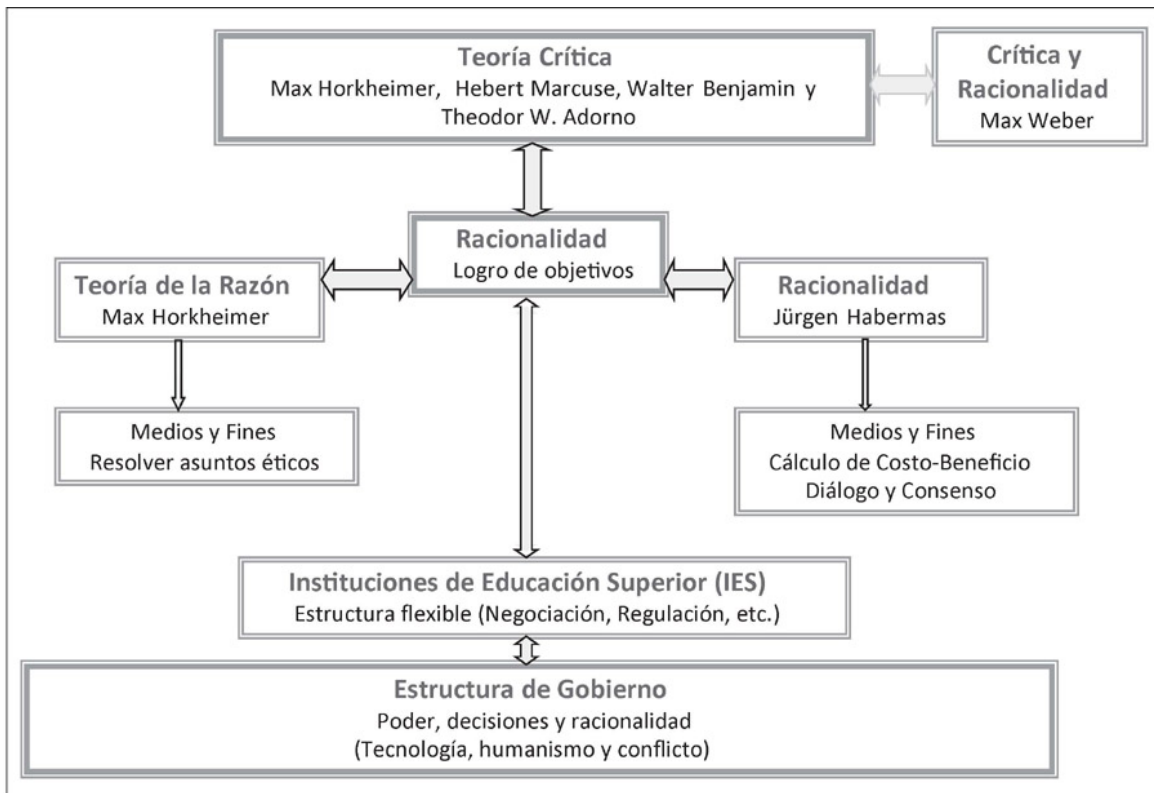 Teoría Crítica
Max Horkheimer, Hebert Marcuse, Walter Benjamin y
Theodor W. Adorno
Crítica y
Racionalidad
Max Weber
Racionalidad
Logro de objetivos
Teoría de la Razón
Max Horkheimer
Racionalidad
Jürgen Habermas
Medios y Fines
Resolver asuntos éticos
Medios y Fines
Cálculo de Costo-Beneficio
Diálogo y Consenso
Instituciones de Educación Superior (IES)
Estructura flexible (Negociación, Regulación, etc.)
Estructura de Gobierno
Poder, decisiones y racionalidad
(Tecnología, humanismo y conflicto)